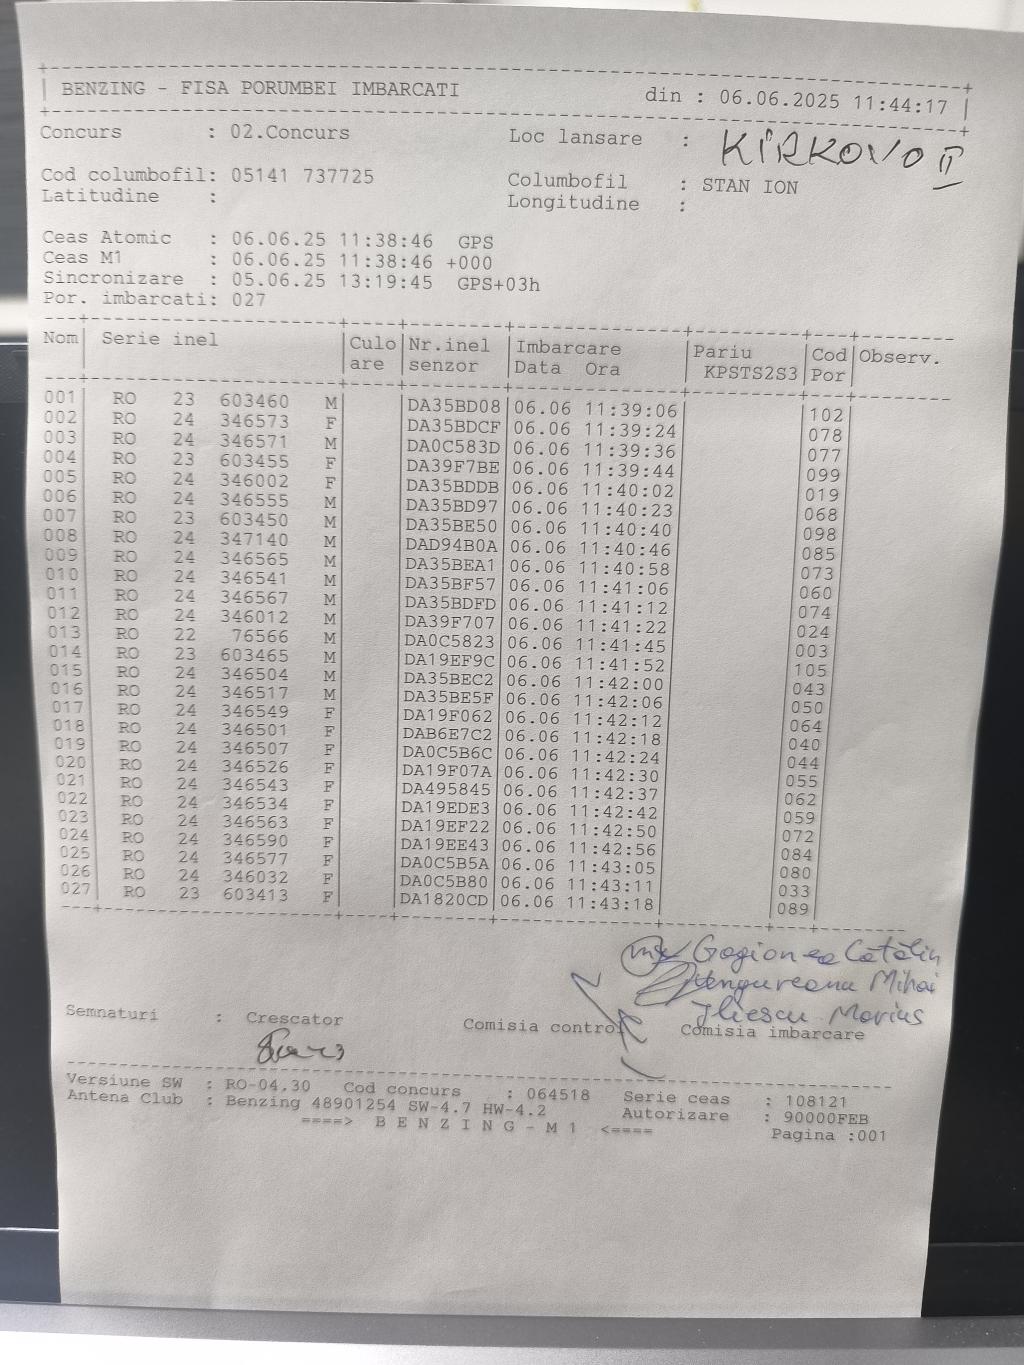 BENZING - FISA PORUMBEI IMBARCATI din : 06.06.2025 11:44:17
Concurs : 02.Concurs Loc lansare : KIRKOVO II
Cod columbofil: 05141 737725 Columbofil : STAN ION
Latitudine : Longitudine :
Ceas Atomic : 06.06.25 11:38:46 GPS
Ceas M1 : 06.06.25 11:38:46 +000
Sincronizare : 05.06.25 13:19:45 GPS+03h
Por. imbarcati: 027
Nom Serie inel Culo Nr.inel Imbarcare Pariu Cod Observ.
are senzor Data Ora KPSTS2S3 Por
001 RO 23 603460 M DA35BD08 06.06 11:39:06 102
002 RO 24 346573 F DA35BDCF 06.06 11:39:24 078
003 RO 24 346571 M DA0C583D 06.06 11:39:36 077
004 RO 23 603455 F DA39F7BE 06.06 11:39:44 099
005 RO 24 346002 F DA35BDDB 06.06 11:40:02 019
006 RO 24 346555 M DA35BD97 06.06 11:40:23 068
007 RO 23 603450 M DA35BE50 06.06 11:40:40 098
008 RO 24 347140 M DAD94B0A 06.06 11:40:46 085
009 RO 24 346565 M DA35BEA1 06.06 11:40:58 073
010 RO 24 346541 M DA35BF57 06.06 11:41:06 060
011 RO 24 346567 M DA35BDFD 06.06 11:41:12 074
012 RO 24 346012 M DA39F707 06.06 11:41:22 024
013 RO 22 76566 M DA0C5823 06.06 11:41:45 003
014 RO 23 603465 M DA19EF9C 06.06 11:41:52 105
015 RO 24 346504 M DA35BEC2 06.06 11:42:00 043
016 RO 24 346517 M DA35BE5F 06.06 11:42:06 050
017 RO 24 346549 F DA19F062 06.06 11:42:12 064
018 RO 24 346501 F DAB6E7C2 06.06 11:42:18 040
019 RO 24 346507 F DA0C5B6C 06.06 11:42:24 044
020 RO 24 346526 F DA19F07A 06.06 11:42:30 055
021 RO 24 346543 F DA495845 06.06 11:42:37 062
022 RO 24 346534 F DA19EDE3 06.06 11:42:42 059
023 RO 24 346563 F DA19EF22 06.06 11:42:50 072
024 RO 24 346590 F DA19EE43 06.06 11:42:56 084
025 RO 24 346577 F DA0C5B5A 06.06 11:43:05 080
026 RO 24 346032 F DA0C5B80 06.06 11:43:11 033
027 RO 23 603413 F DA1820CD 06.06 11:43:18 089
Cătălin
Mihai
Iliescu Marius
Semnaturi : Crescator Comisia control Comisia imbarcare
Versiune SW : RO-04.30 Cod concurs : 064518 Serie ceas : 108121
Antena Club : Benzing 48901254 SW-4.7 HW-4.2 Autorizare : 90000FEB
====> B E N Z I N G - M 1 <==== Pagina :001